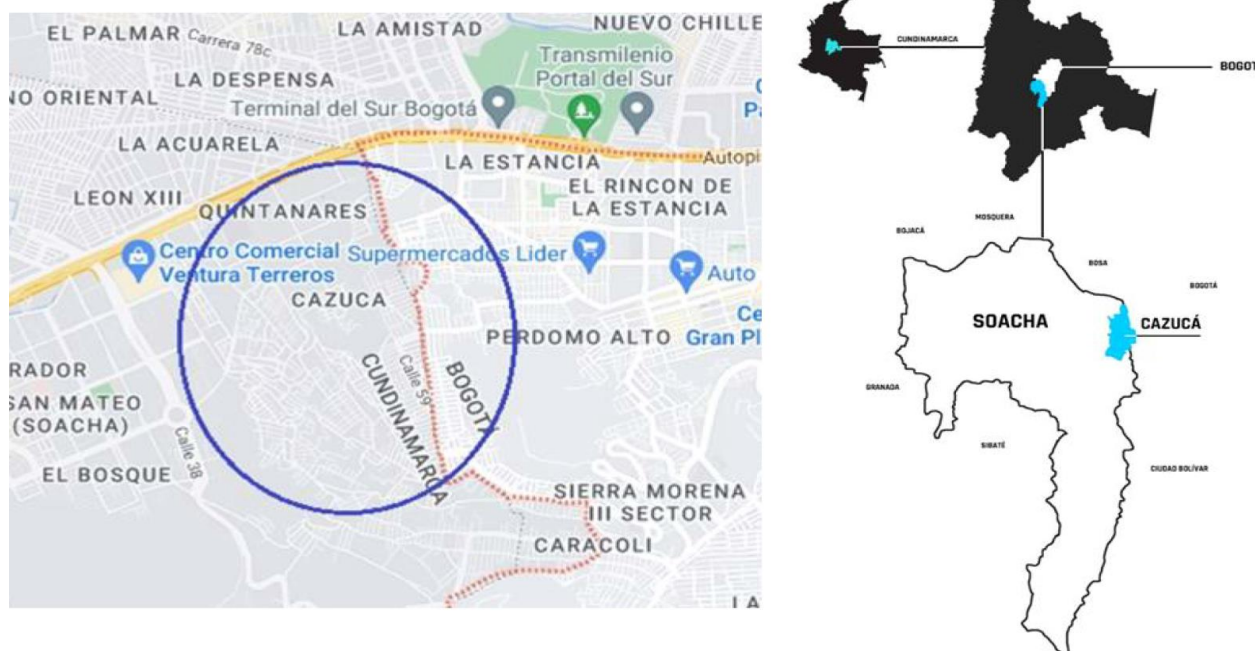 EL PALMAR
Carrera 78c
LA AMISTAD
NUEVO CHILLE
Transmilenio
Portal del Sur
LA DESPENSA
NO ORIENTAL
Terminal del Sur Bogotá
C
Pa
LA ACUARELA
LA ESTANCIA
Autopi
LEON XIII
QUINTANARES
EL RINCON DE
LA ESTANCIA
Centro Comercial
Ventura Terreros
Supermercados Lider
Auto
CAZUCA
Ce
Gran Pl
PERDOMO ALTO
RADOR
SAN MATEO
(SOACHA)
Calle 59
CUNDINAMARCA
BOGOTA
Calle 38
EL BOSQUE
SIERRA MORENA
III SECTOR
CARACOLI
LA
CUNDINAMARCA
BOGOT
MOSQUERA
BOJACÁ
BOSA
BOGOTÁ
SOACHA
CAZUCÁ
GRANADA
SIBATÉ
CIUDAD BOLÍVAR